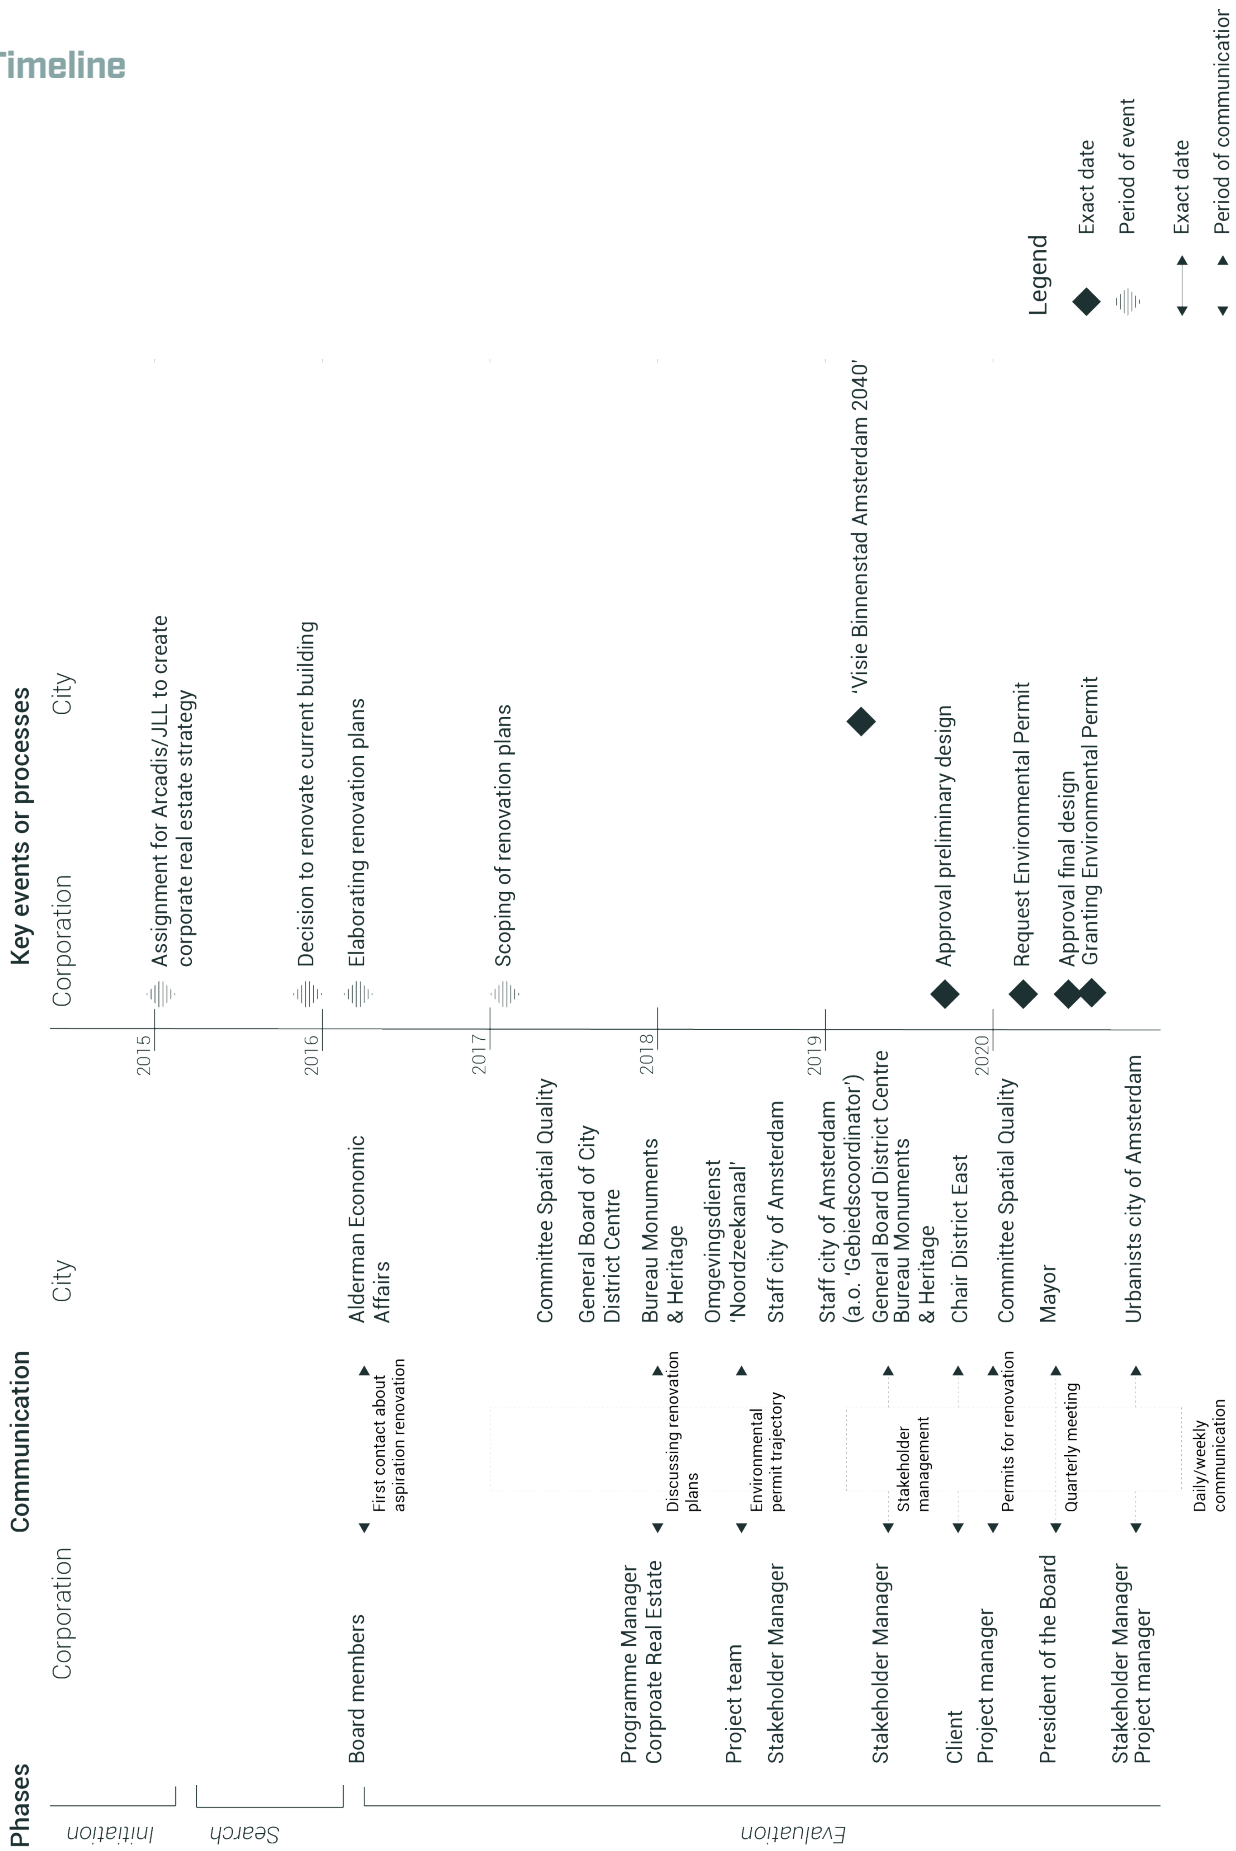 Timeline
Phases
Communication
Key events or processes
Corporation
City
Corporation
City
Initiation
Search
Evaluation
Board members
First contact about
aspiration renovation
Alderman Economic
Affairs
Programme Manager
Corproate Real Estate
Discussing renovation
plans
Committee Spatial Quality
General Board of City
District Centre
Bureau Monuments
& Heritage
Project team
Stakeholder Manager
Environmental
permit trajectory
Omgevingsdienst
'Noordzeekanaal'
Staff city of Amsterdam
Stakeholder Manager
Stakeholder
management
Staff city of Amsterdam
(a.o. 'Gebiedscoordinator')
General Board District Centre
Bureau Monuments
& Heritage
Client
Chair District East
Project manager
Permits for renovation
Committee Spatial Quality
President of the Board
Quarterly meeting
Mayor
Stakeholder Manager
Project manager
Urbanists city of Amsterdam
Daily/weekly
communication
2015
2016
2017
2018
2019
2020
Assignment for Arcadis/JLL to create
corporate real estate strategy
Decision to renovate current building
Elaborating renovation plans
Scoping of renovation plans
'Visie Binnenstad Amsterdam 2040'
Approval preliminary design
Request Environmental Permit
Approval final design
Granting Environmental Permit
Legend
Exact date
Period of event
Exact date
Period of communication